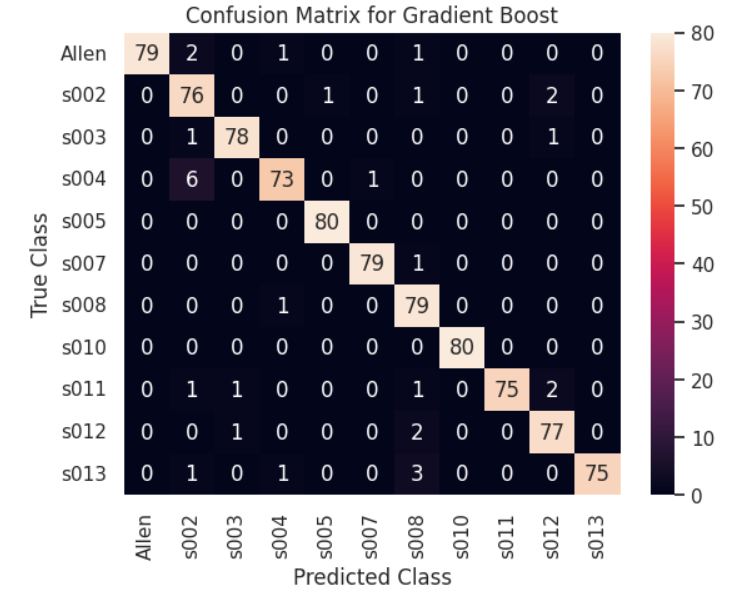 Confusion Matrix for Gradient Boost
Allen 79 2 0 1 0 0 1 0 0 0 0
s002 0 76 0 0 1 0 1 0 0 2 0
s003 0 1 78 0 0 0 0 0 0 1 0
s004 0 6 0 73 0 1 0 0 0 0 0
s005 0 0 0 0 80 0 0 0 0 0 0
s007 0 0 0 0 0 79 1 0 0 0 0
s008 0 0 0 1 0 0 79 0 0 0 0
s010 0 0 0 0 0 0 0 80 0 0 0
s011 0 1 1 0 0 0 1 0 75 2 0
s012 0 0 1 0 0 0 2 0 0 77 0
s013 0 1 0 1 0 0 3 0 0 0 75
Allen s002 s003 s004 s005 s007 s008 s010 s011 s012 s013
Predicted Class
True Class
80
70
60
50
40
30
20
10
0